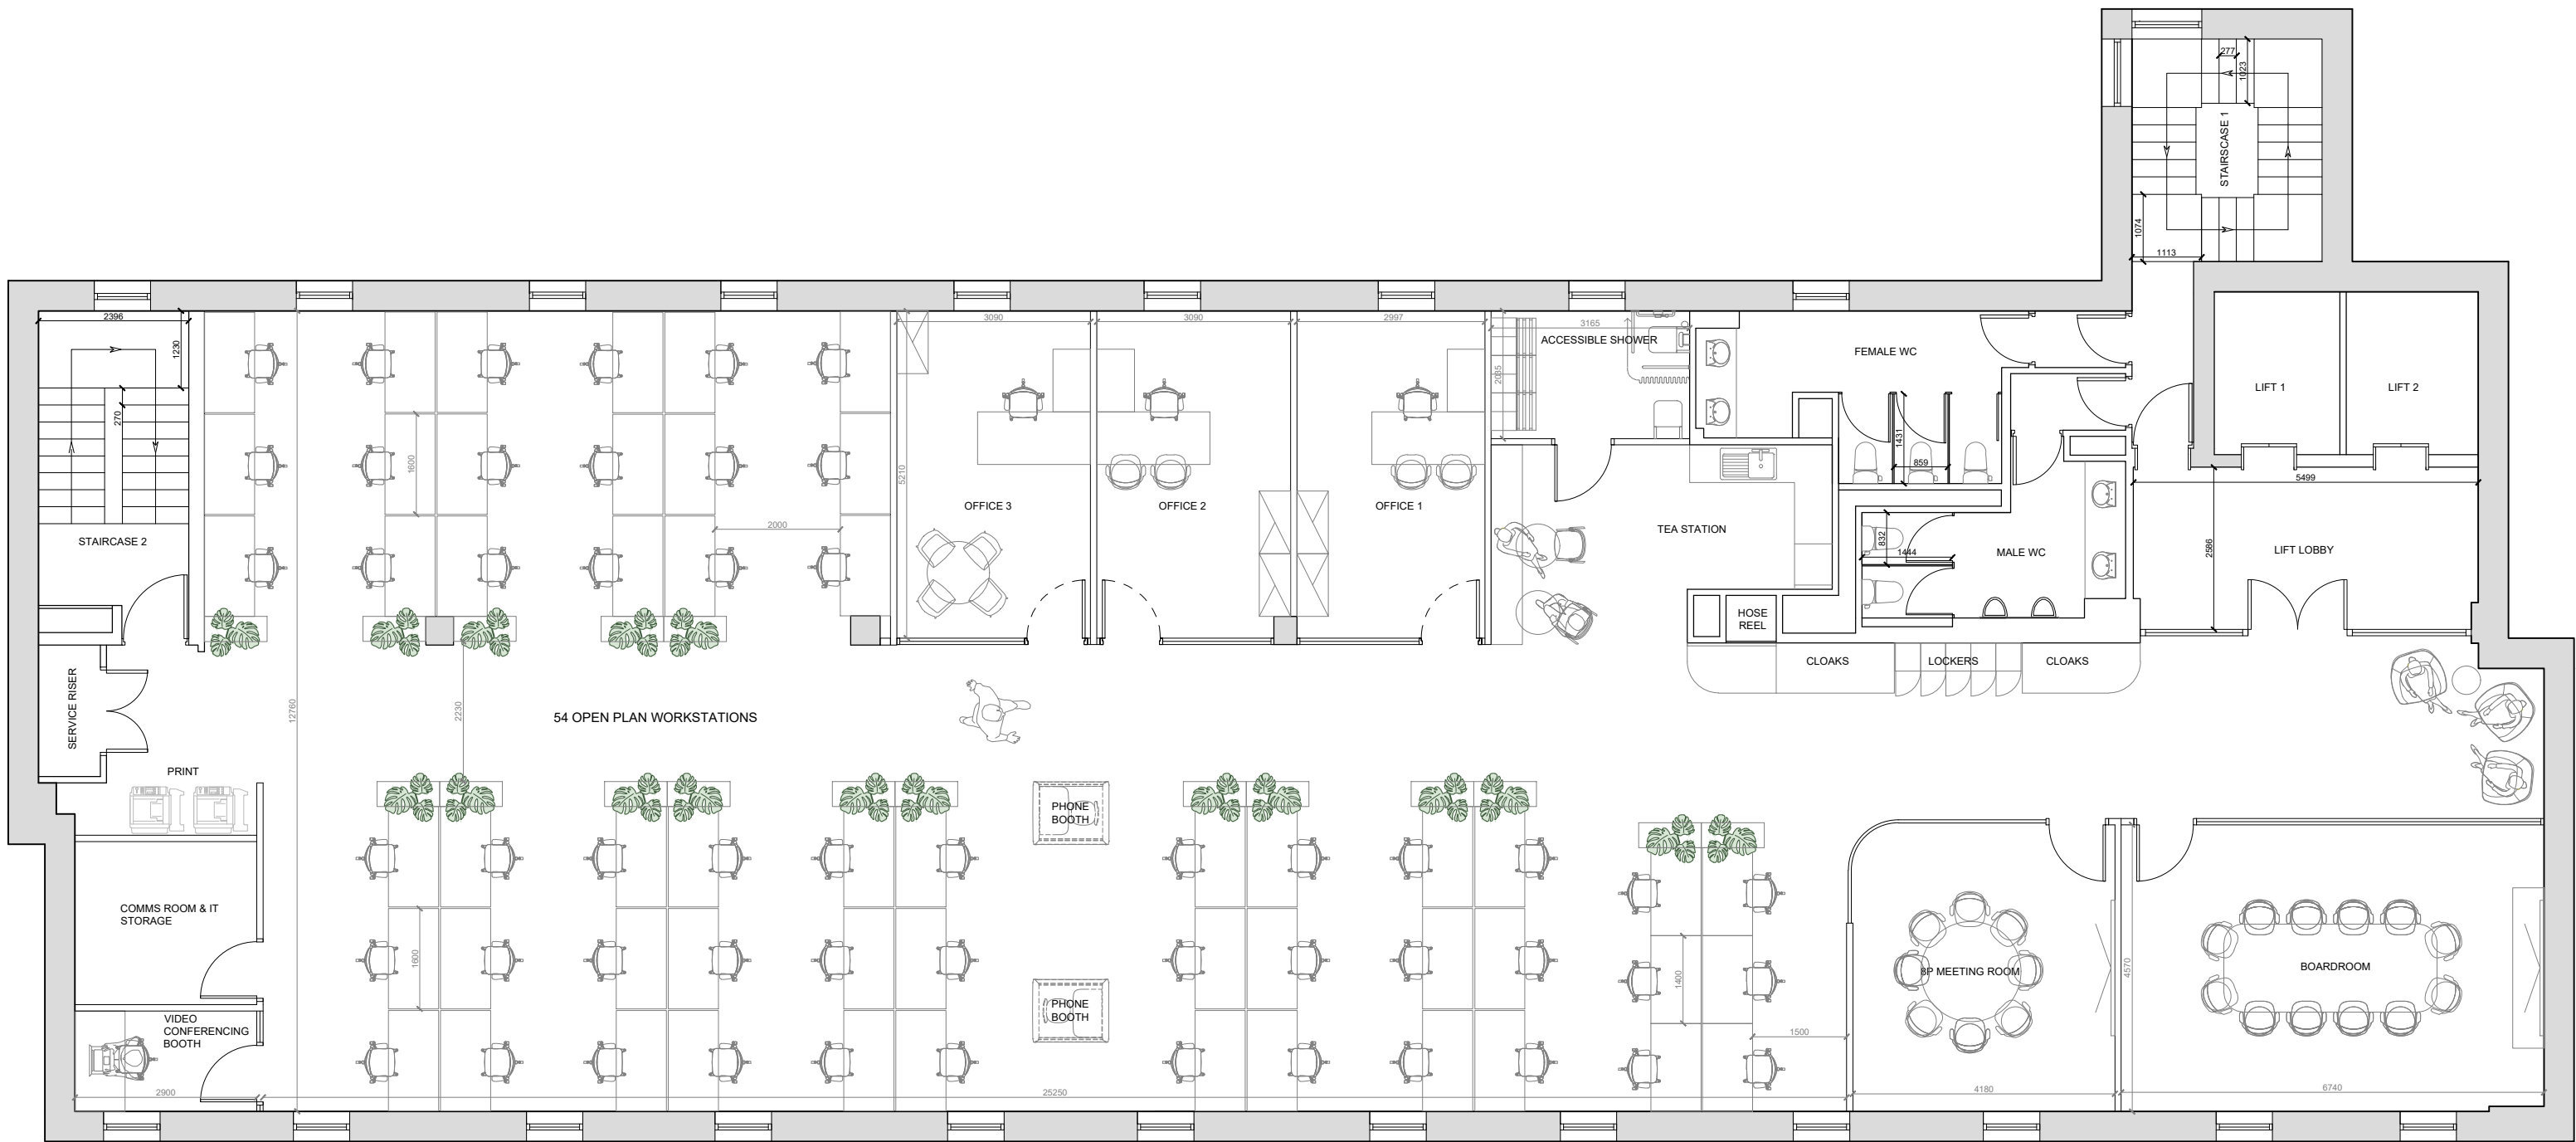 277
1023
STAIRSCASE 1
1074
1113
2396
1230
3090
3090
2997
3165
ACCESSIBLE SHOWER
2035
FEMALE WC
LIFT 1
LIFT 2
270
1600
5210
1431
859
5499
OFFICE 3
OFFICE 2
OFFICE 1
2000
TEA STATION
STAIRCASE 2
832
1444
MALE WC
2586
LIFT LOBBY
HOSE
REEL
CLOAKS
LOCKERS
CLOAKS
SERVICE RISER
12760
2230
54 OPEN PLAN WORKSTATIONS
PRINT
PHONE
BOOTH
COMMS ROOM & IT
STORAGE
1600
1400
8P MEETING ROOM
4570
BOARDROOM
PHONE
BOOTH
VIDEO
CONFERENCING
BOOTH
1500
2900
25250
4180
6740